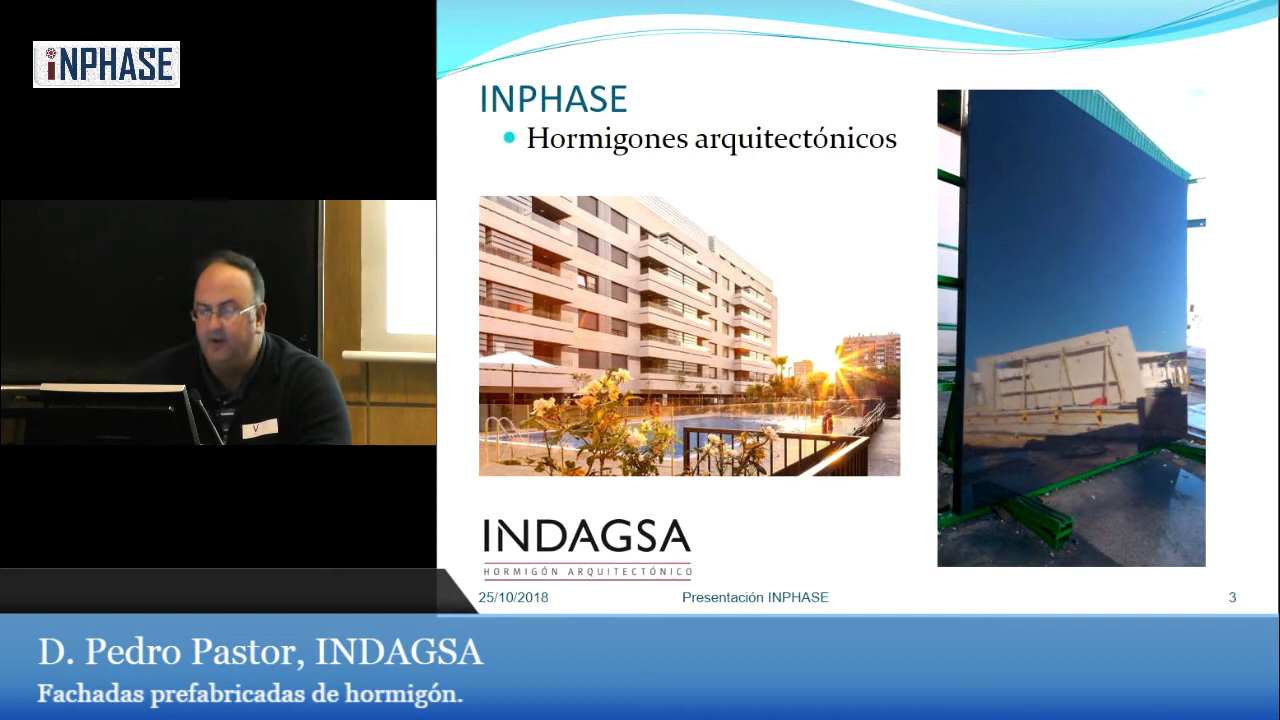 iNPHASE
INPHASE
• Hormigones arquitectónicos
INDAGSA
HORMIGÓN ARQUITECTÓNICO
25/10/2018
Presentación INPHASE
3
V
D. Pedro Pastor, INDAGSA
Fachadas prefabricadas de hormigón.